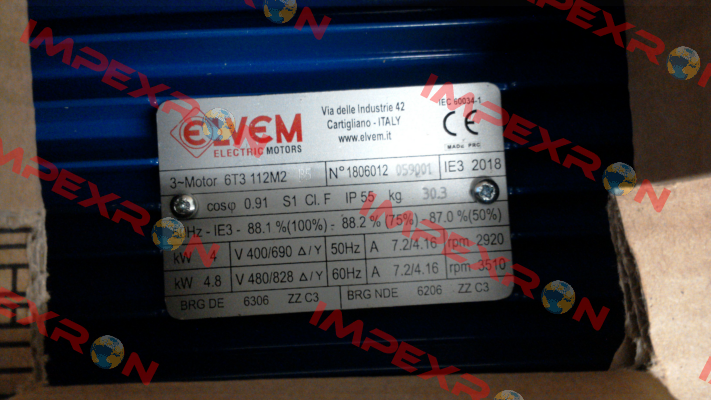 ELVEM
ELECTRIC MOTORS
Via delle Industrie 42
Cartigliano - ITALY
www.elvem.it
IEC 60034-1
CE
MADE PRC
3~Motor 6T3 112M2 N° 1806012 059001 IE3 2018
cosφ 0.91 S1 Cl. F IP 55 kg 30.3
50Hz - IE3 - 88.1 %(100%) - 88.2 % (75%) - 87.0 %(50%)
kW 4 V 400/690 Δ/Y 50Hz A 7.2/4.16 rpm 2920
kW 4.8 V 480/828 Δ/Y 60Hz A 7.2/4.16 rpm 3510
BRG DE 6306 ZZ C3 BRG NDE 6206 ZZ C3
IMPEXRON
IMPEXRON
IMPEXRON
IMPEXRON
IMPEXRON